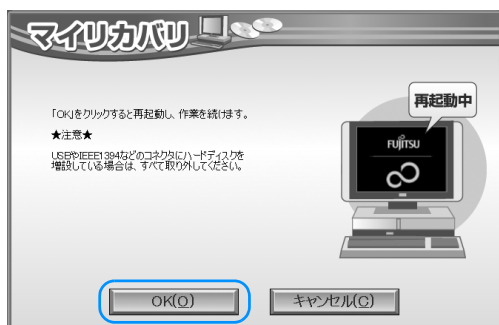 マイリカバリ
「OK」をクリックすると再起動し、作業を続けます。
★注意★
USBやIEEE1394などのコネクタにハードディスクを
増設している場合は、すべて取り外してください。
再起動中
FUJITSU
OK(O)
キャンセル(C)